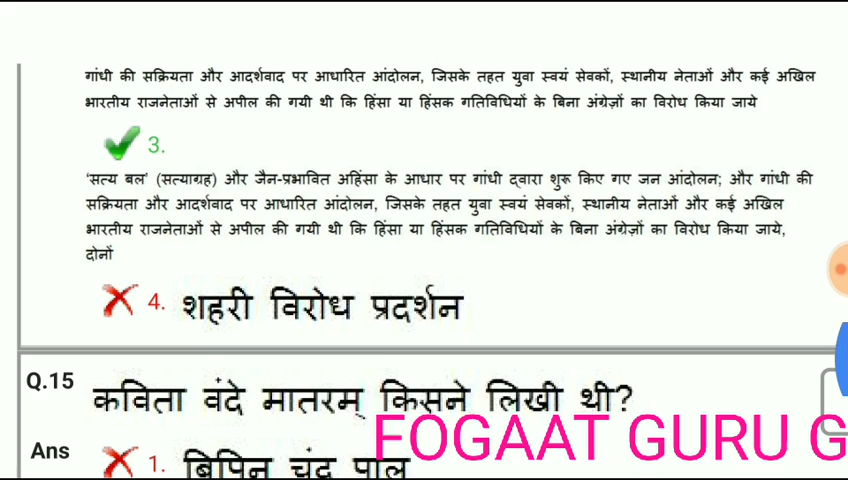 गांधी की सक्रियता और आदर्शवाद पर आधारित आंदोलन, जिसके तहत युवा स्वयं सेवकों, स्थानीय नेताओं और कई अखिल
भारतीय राजनेताओं से अपील की गयी थी कि हिंसा या हिंसक गतिविधियों के बिना अंग्रेज़ों का विरोध किया जाये
3.
'सत्य बल' (सत्याग्रह) और जैन-प्रभावित अहिंसा के आधार पर गांधी द्वारा शुरू किए गए जन आंदोलन; और गांधी की
सक्रियता और आदर्शवाद पर आधारित आंदोलन, जिसके तहत युवा स्वयं सेवकों, स्थानीय नेताओं और कई अखिल
भारतीय राजनेताओं से अपील की गयी थी कि हिंसा या हिंसक गतिविधियों के बिना अंग्रेज़ों का विरोध किया जाये,
दोनों
4. शहरी विरोध प्रदर्शन
Q.15 कविता वंदे मातरम् किसने लिखी थी?
FOGAAT GURU G
Ans 1. बिपिन चंद्र पाल